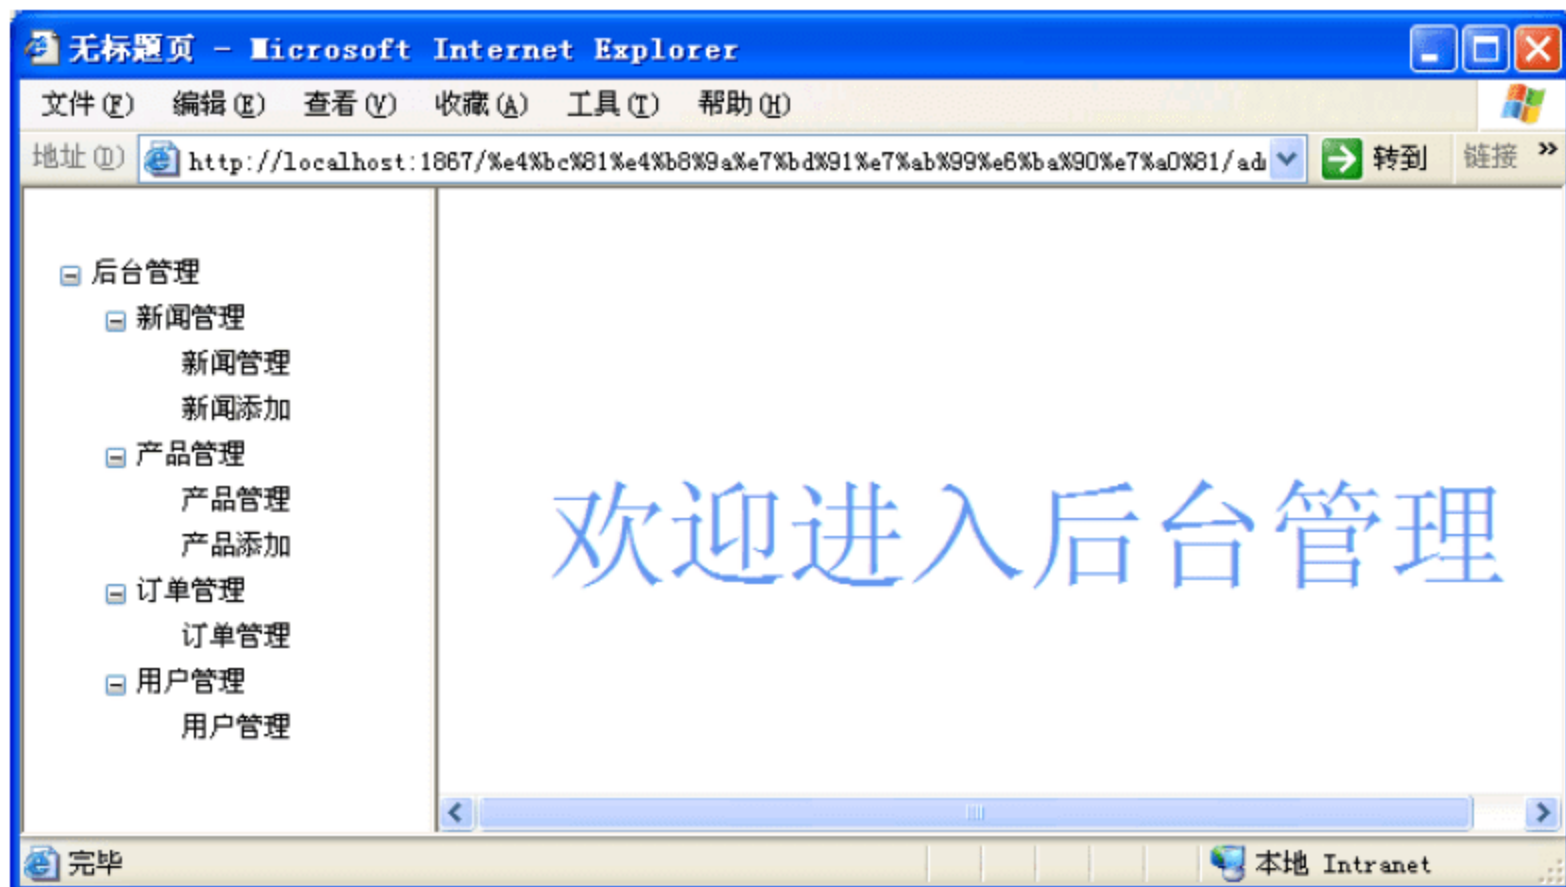 无标题页 - Microsoft Internet Explorer
文件(F) 编辑(E) 查看(V) 收藏(A) 工具(T) 帮助(H)
地址(D) http://localhost:1867/%e4%bc%81%e4%b8%9a%e7%bd%91%e7%ab%99%e6%ba%90%e7%a0%81/adm 转到 链接 »
后台管理
新闻管理
新闻管理
新闻添加
产品管理
产品管理
产品添加
订单管理
订单管理
用户管理
用户管理
欢迎进入后台管理
完毕 本地 Intranet